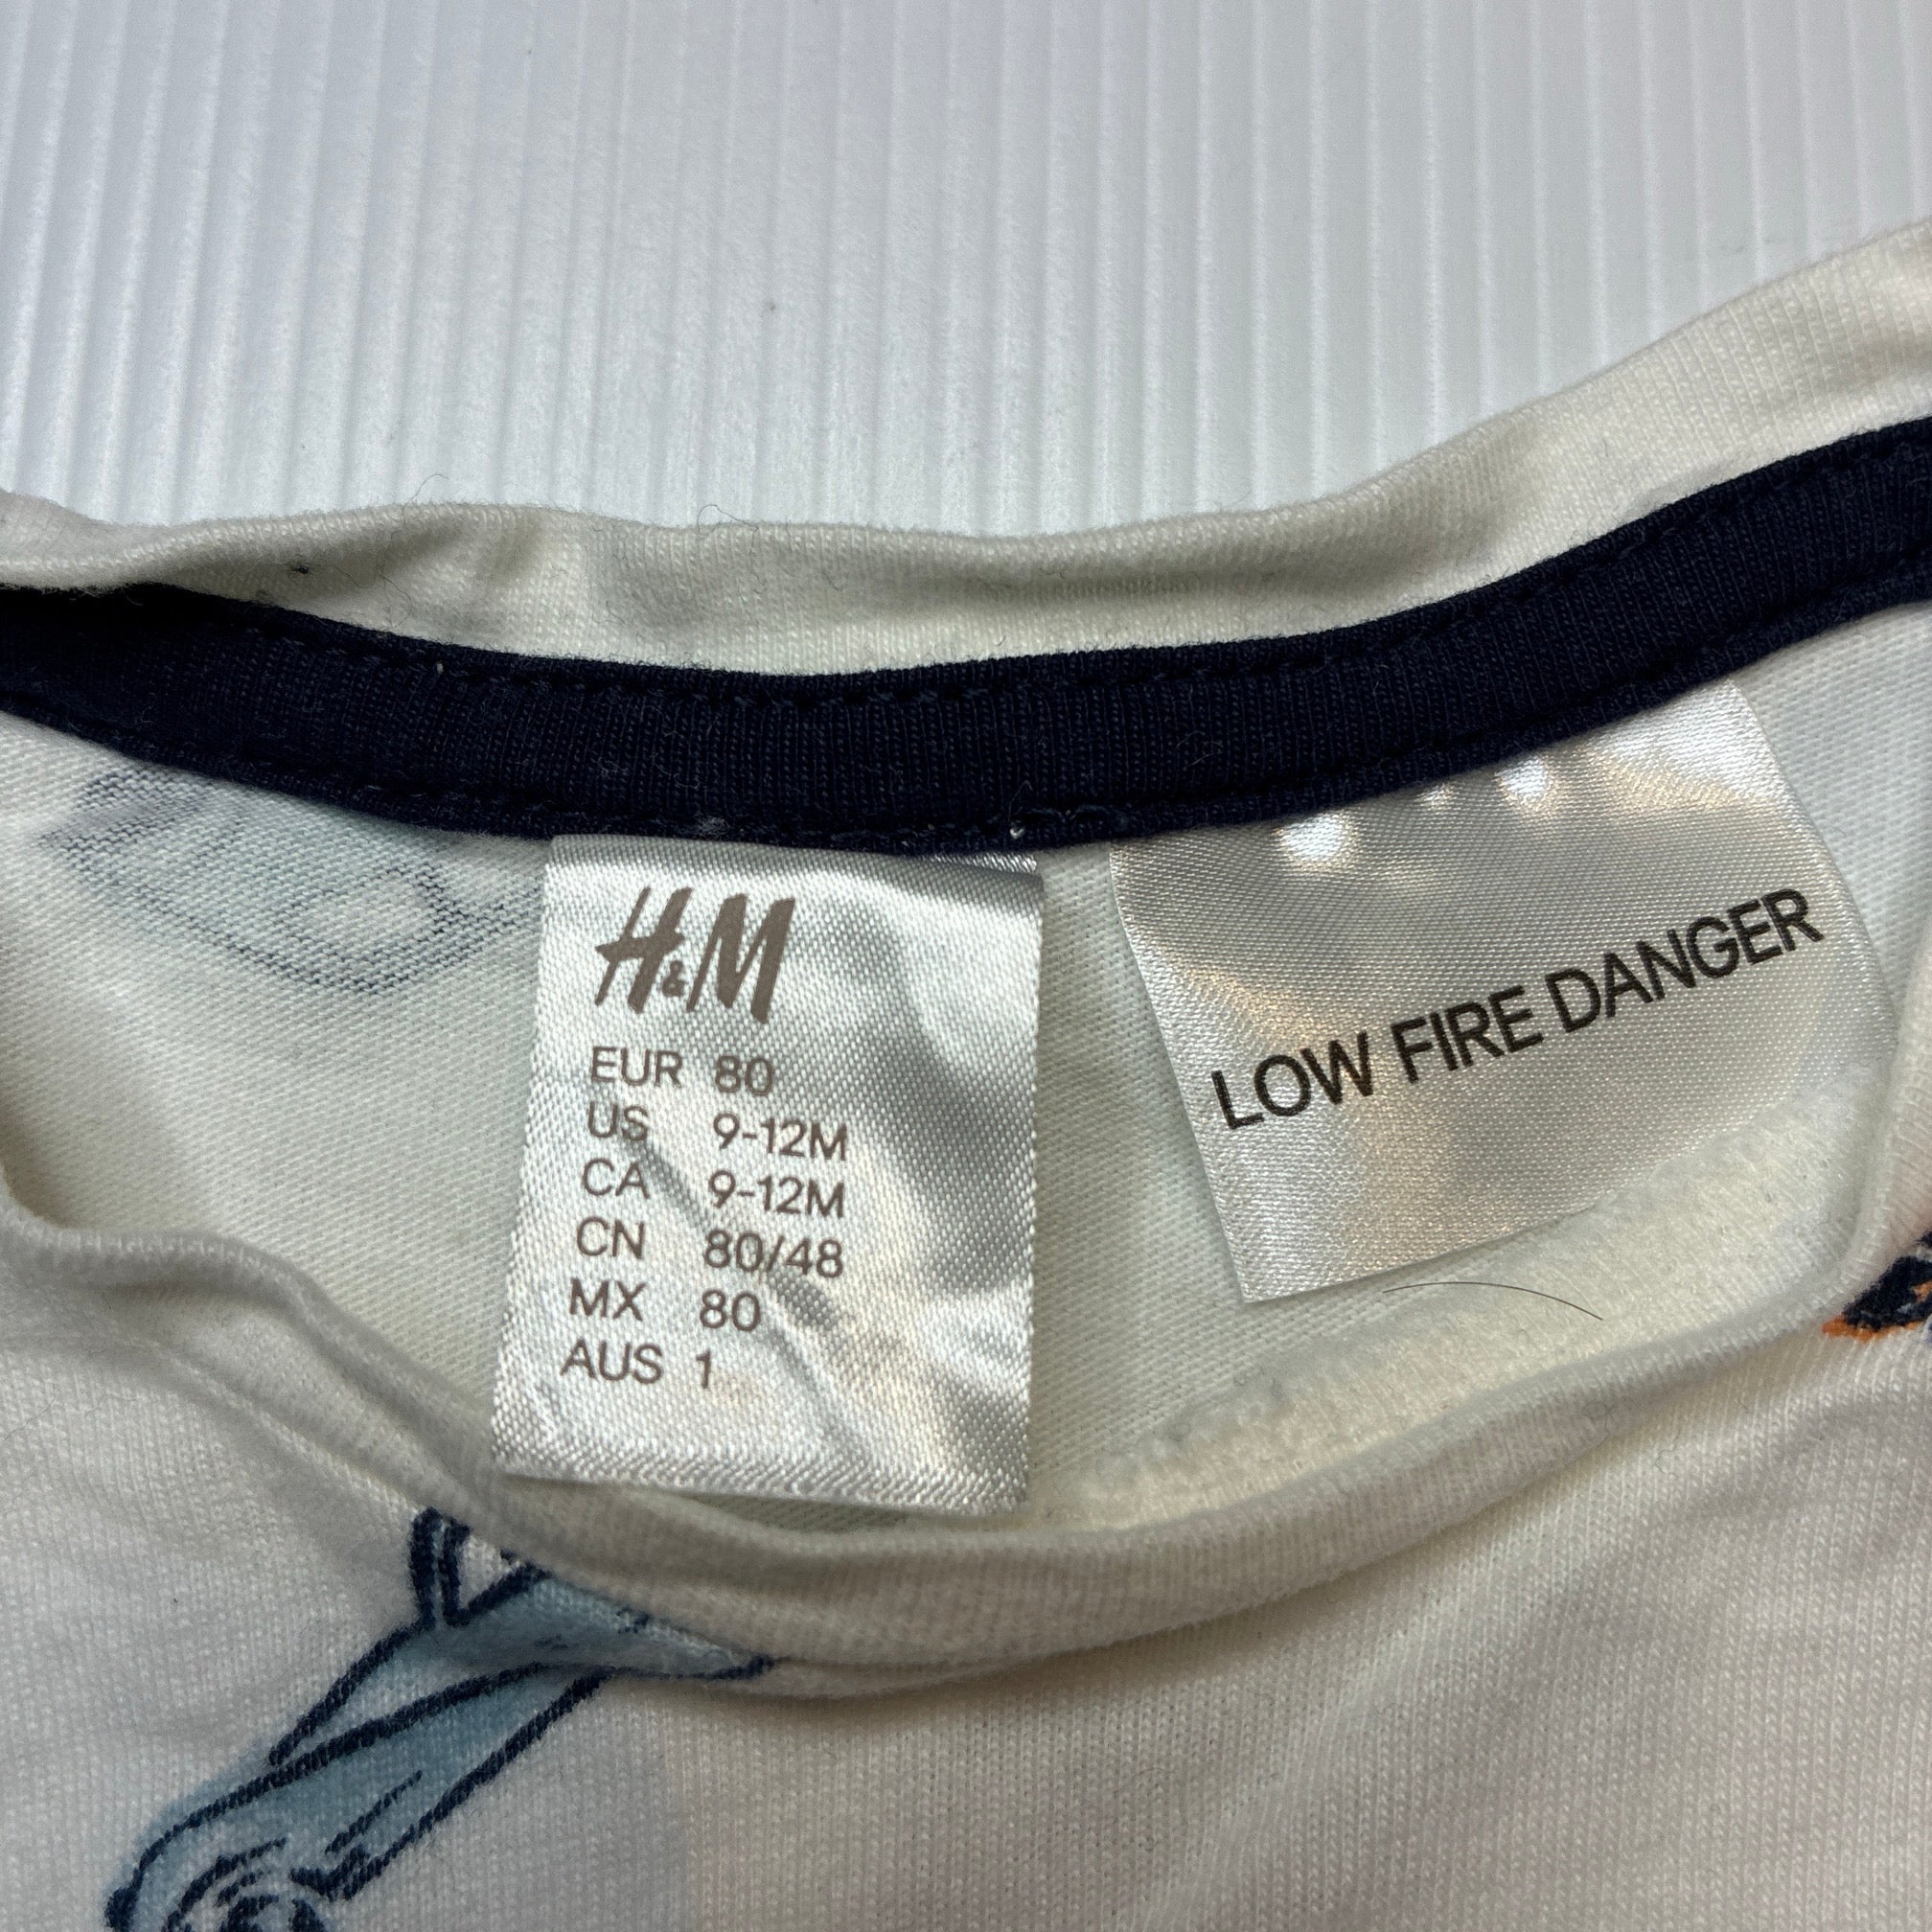 H&M
EUR 80
US 9-12M
CA 9-12M
CN 80/48
MX 80
AUS 1
LOW FIRE DANGER